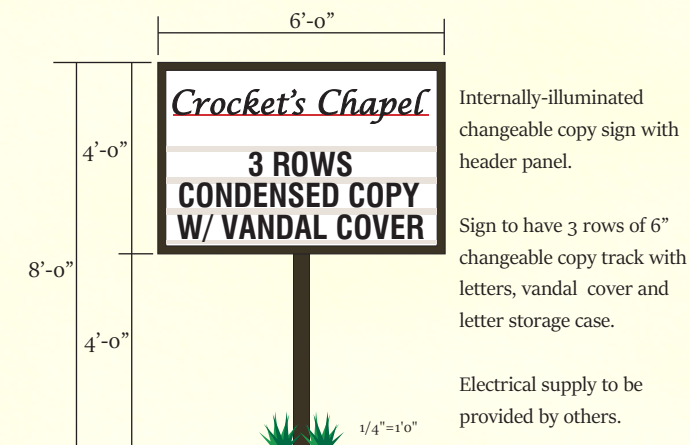 6'-0"
Crocket's Chapel
3 ROWS
CONDENSED COPY
W/ VANDAL COVER
4'-0"
8'-0"
4'-0"
Internally-illuminated
changeable copy sign with
header panel.
Sign to have 3 rows of 6”
changeable copy track with
letters, vandal cover and
letter storage case.
Electrical supply to be
provided by others.
1/4"=1'0"